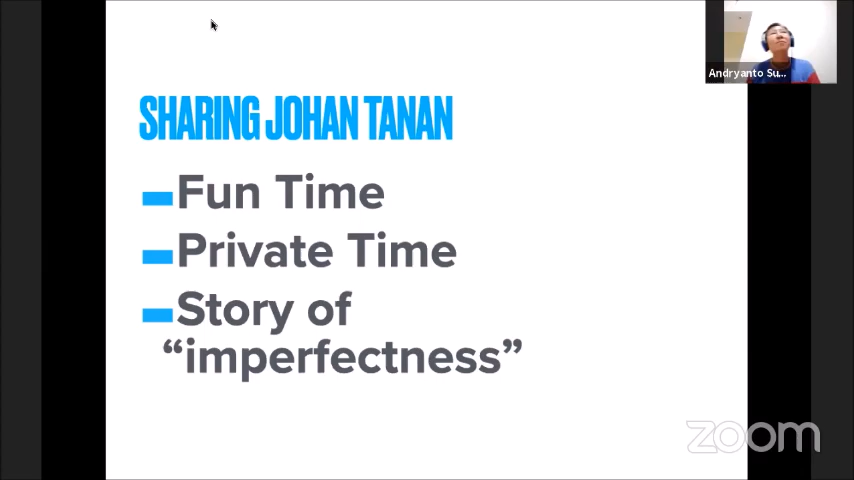 SHARING JOHAN TANAN
Fun Time
Private Time
Story of
“imperfectness”
Andryanto Su...
zoom